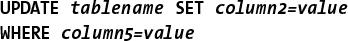 UPDATE tablename SET column2=value
WHERE column5=value